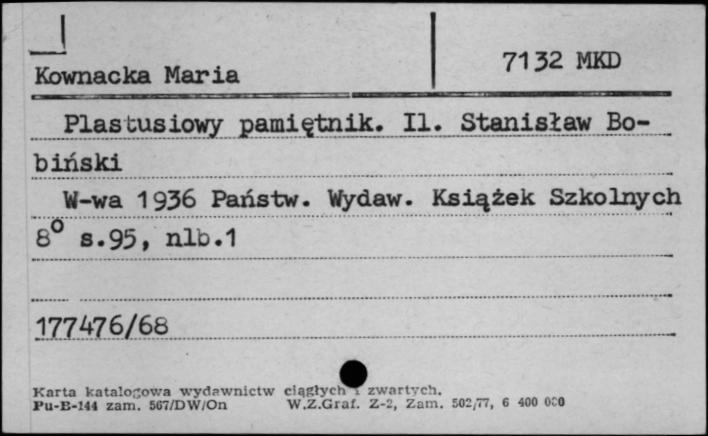 7132 MKD
Kownacka Maria
Plastusiowy pamiętnik. Il. Stanisław Bo-
biński
W-wa 1936 Państw. Wydaw. Książek Szkolnych
8° s.95, nlb.1
177476/68
Karta katalogowa wydawnictw ciągłych i zwartych.
Pu-B-144 zam. 567/DW/On W.Z.Graf. Z-2, Zam. 502/77, 6 400 000